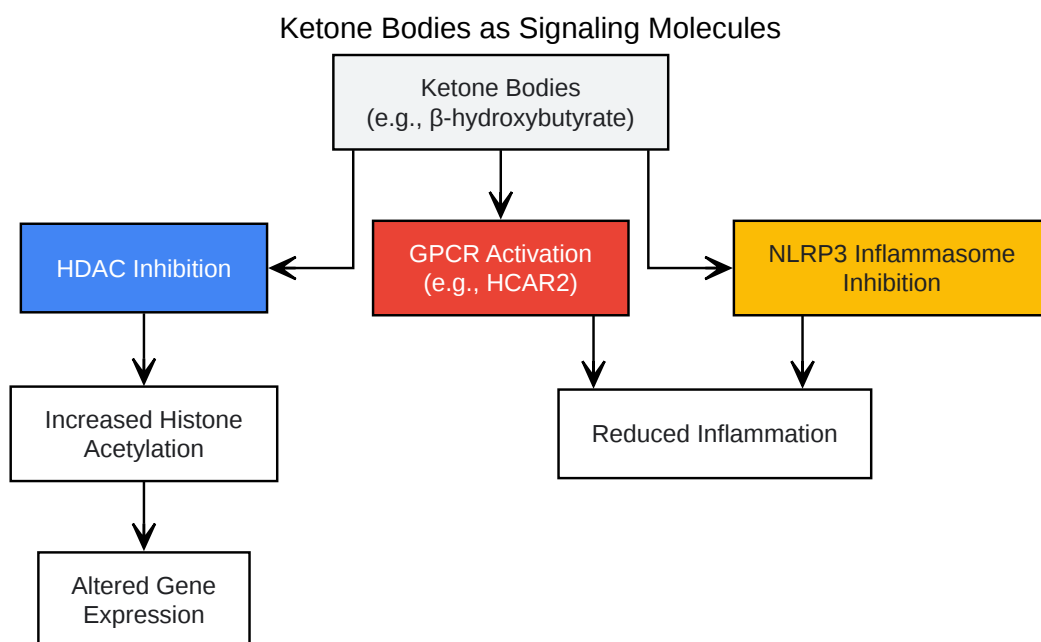 Ketone Bodies as Signaling Molecules
Ketone Bodies
(e.g., β-hydroxybutyrate)
HDAC Inhibition
GPCR Activation
(e.g., HCAR2)
NLRP3 Inflammasome
Inhibition
Increased Histone
Acetylation
Reduced Inflammation
Altered Gene
Expression